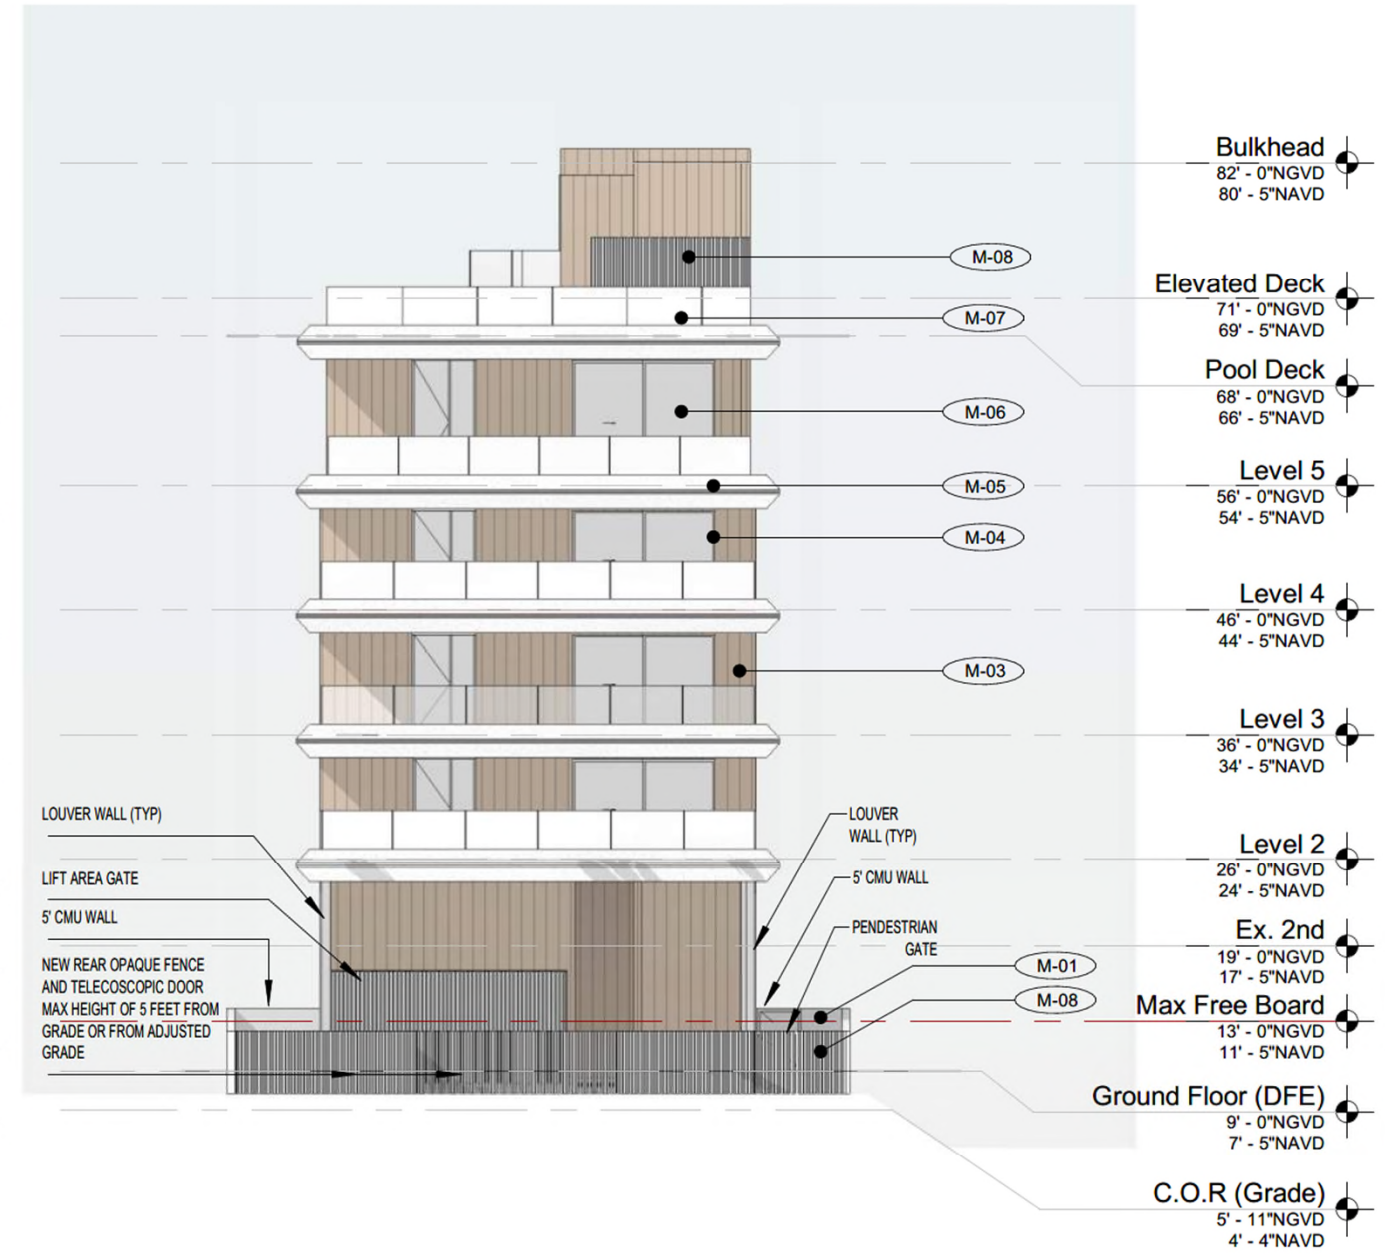 Bulkhead
82' - 0"NGVD
80' - 5"NAVD
M-08
Elevated Deck
71' - 0"NGVD
69' - 5"NAVD
M-07
Pool Deck
68' - 0"NGVD
66' - 5"NAVD
M-06
Level 5
56' - 0"NGVD
54' - 5"NAVD
M-05
M-04
Level 4
46' - 0"NGVD
44' - 5"NAVD
M-03
Level 3
36' - 0"NGVD
34' - 5"NAVD
LOUVER WALL (TYP)
LOUVER
WALL (TYP)
Level 2
26' - 0"NGVD
24' - 5"NAVD
LIFT AREA GATE
5' CMU WALL
5' CMU WALL
PENDESTRIAN
GATE
Ex. 2nd
19' - 0"NGVD
17' - 5"NAVD
NEW REAR OPAQUE FENCE
AND TELECOSCOPIC DOOR
MAX HEIGHT OF 5 FEET FROM
GRADE OR FROM ADJUSTED
GRADE
M-01
M-08
Max Free Board
13' - 0"NGVD
11' - 5"NAVD
Ground Floor (DFE)
9' - 0"NGVD
7' - 5"NAVD
C.O.R (Grade)
5' - 11"NGVD
4' - 4"NAVD